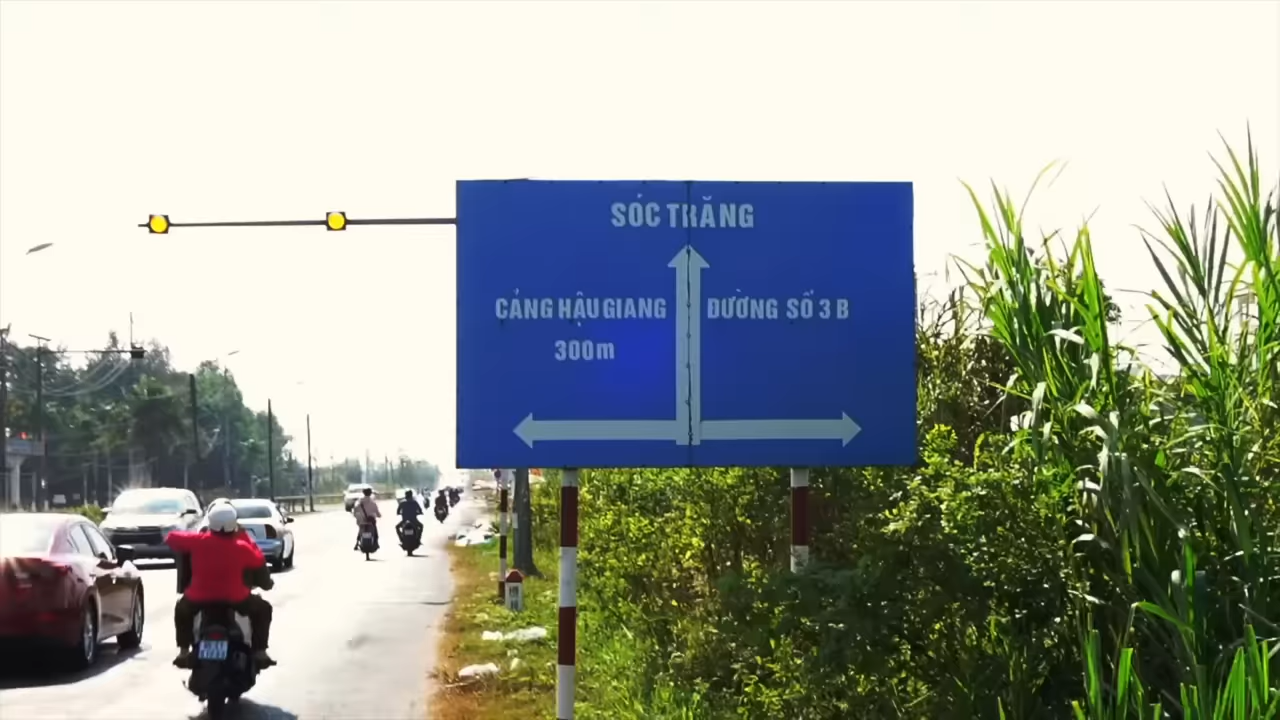 SÓC TRĂNG
CẢNG HẬU GIANG
300m
ĐƯỜNG SỐ 3 B